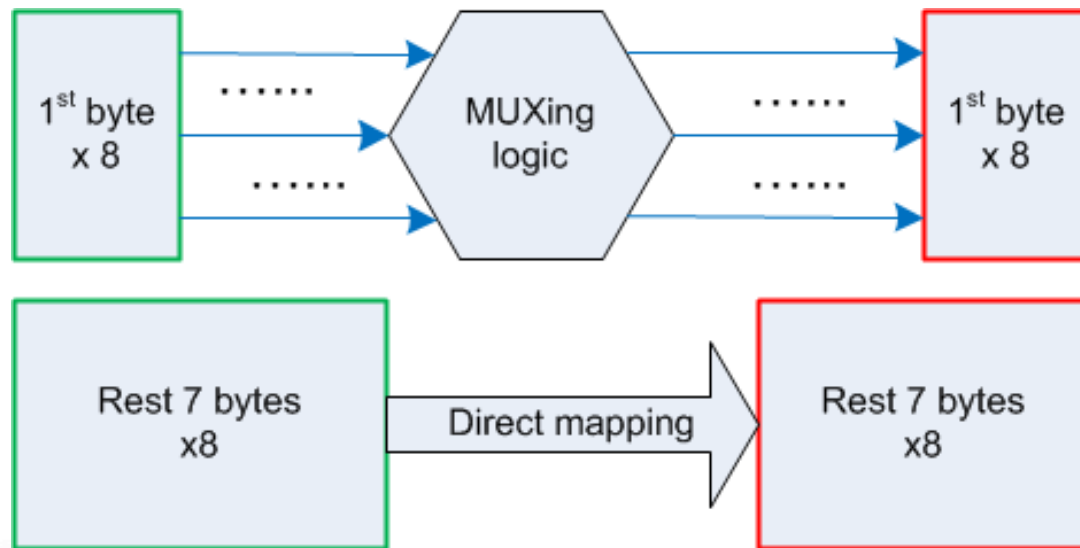 1st byte
x 8
......
......
MUXing
logic
......
......
1st byte
x 8
Rest 7 bytes
x8
Direct mapping
Rest 7 bytes
x8